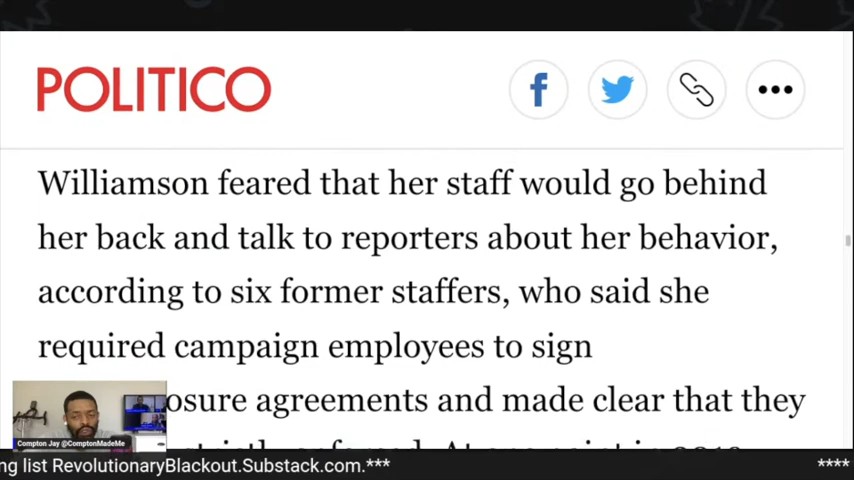 POLITICO
Williamson feared that her staff would go behind
her back and talk to reporters about her behavior,
according to six former staffers, who said she
required campaign employees to sign
osure agreements and made clear that they
Compton Jay @ComptonMadeMe
ng list RevolutionaryBlackout.Substack.com.*** ****